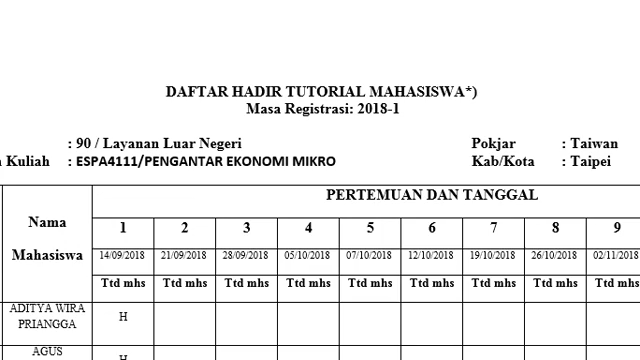 DAFTAR HADIR TUTORIAL MAHASISWA*)
Masa Registrasi: 2018-1
: 90 / Layanan Luar Negeri Pokjar : Taiwan
Kuliah : ESPA4111/PENGANTAR EKONOMI MIKRO Kab/Kota : Taipei
PERTEMUAN DAN TANGGAL
Nama
Mahasiswa
1 2 3 4 5 6 7 8 9
14/09/2018 21/09/2018 28/09/2018 05/10/2018 07/10/2018 12/10/2018 19/10/2018 26/10/2018 02/11/2018
Ttd mhs Ttd mhs Ttd mhs Ttd mhs Ttd mhs Ttd mhs Ttd mhs Ttd mhs Ttd mhs
ADITYA WIRA
PRIANGGA H
AGUS H